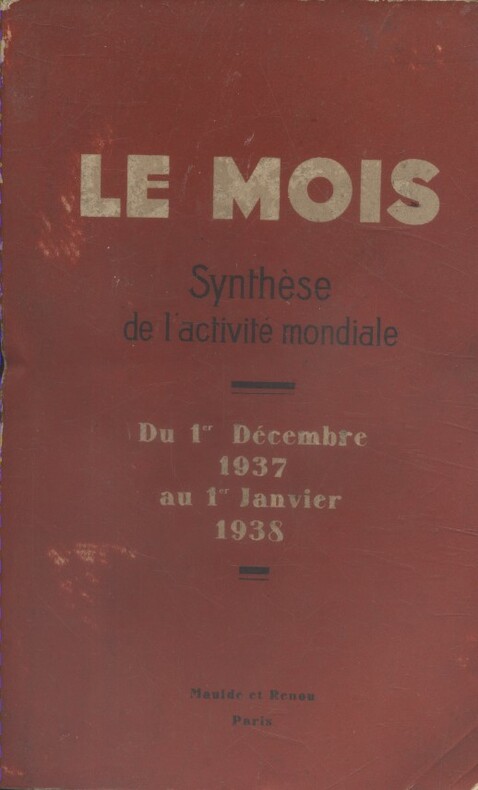 LE MOIS
Synthèse
de l'activité mondiale
Du 1er Décembre
1937
au 1er Janvier
1938
Maulde et Renou
Paris